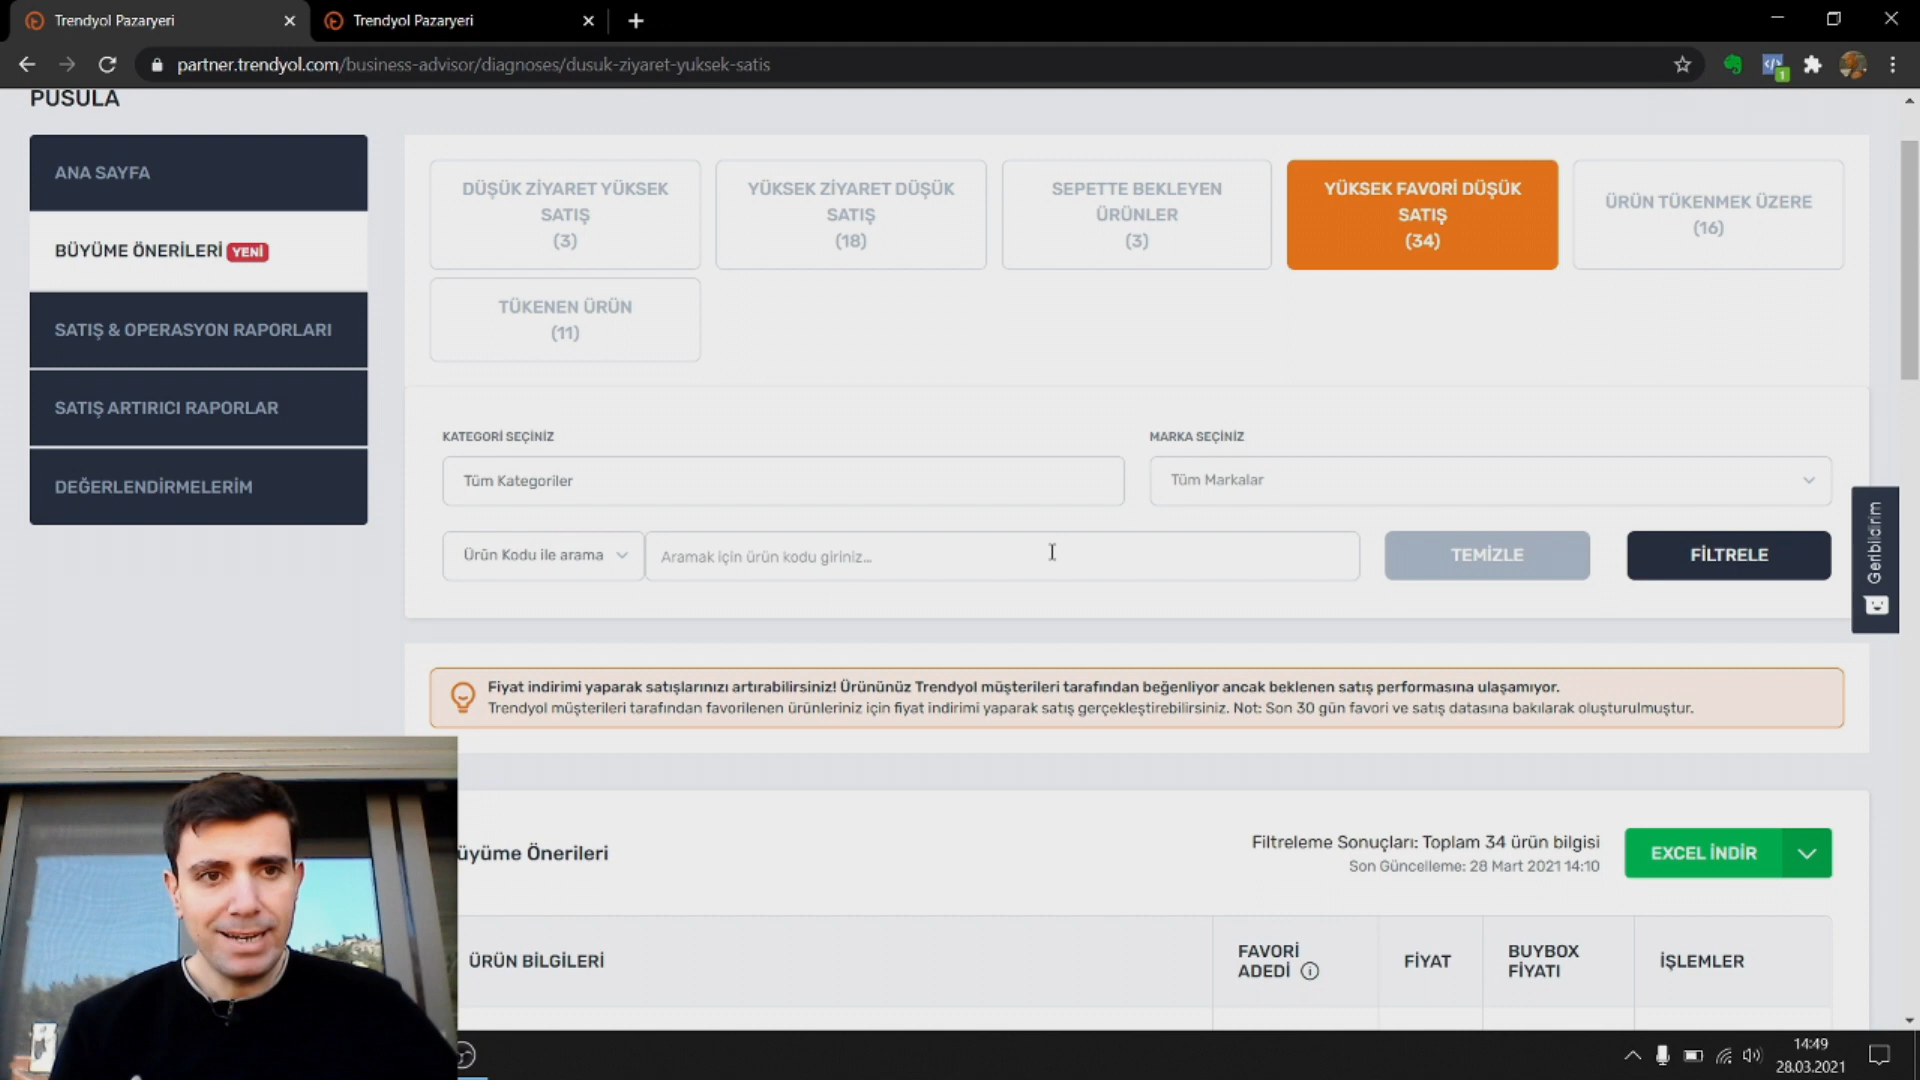 Trendyol Pazaryeri
Trendyol Pazaryeri
partner.trendyol.com/business-advisor/diagnoses/dusuk-ziyaret-yuksek-satis
1
PUSULA
ANA SAYFA
BÜYÜME ÖNERİLERİ YENİ
SATIŞ & OPERASYON RAPORLARI
SATIŞ ARTIRICI RAPORLAR
DEĞERLENDİRMELERİM
DÜŞÜK ZİYARET YÜKSEK
SATIŞ
(3)
YÜKSEK ZİYARET DÜŞÜK
SATIŞ
(18)
SEPETTE BEKLEYEN
ÜRÜNLER
(3)
YÜKSEK FAVORİ DÜŞÜK
SATIŞ
(34)
ÜRÜN TÜKENMEK ÜZERE
(16)
TÜKENEN ÜRÜN
(11)
KATEGORİ SEÇİNİZ
MARKA SEÇİNİZ
Tüm Kategoriler
Tüm Markalar
Ürün Kodu ile arama
Aramak için ürün kodu giriniz...
TEMİZLE
FİLTRELE
Geribildirim
Fiyat indirimi yaparak satışlarınızı artırabilirsiniz! Ürününüz Trendyol müşterileri tarafından beğenliyor ancak beklenen satış performasına ulaşamıyor.
Trendyol müşterileri tarafından favorilenen ürünleriniz için fiyat indirimi yaparak satış gerçekleştirebilirsiniz. Not: Son 30 gün favori ve satış datasına bakılarak oluşturulmuştur.
üyüme Önerileri
Filtreleme Sonuçları: Toplam 34 ürün bilgisi
Son Güncelleme: 28 Mart 2021 14:10
EXCEL İNDİR
ÜRÜN BİLGİLERİ
FAVORİ
ADEDİ
FİYAT
BUYBOX
FİYATI
İŞLEMLER
14:49
28.03.2021